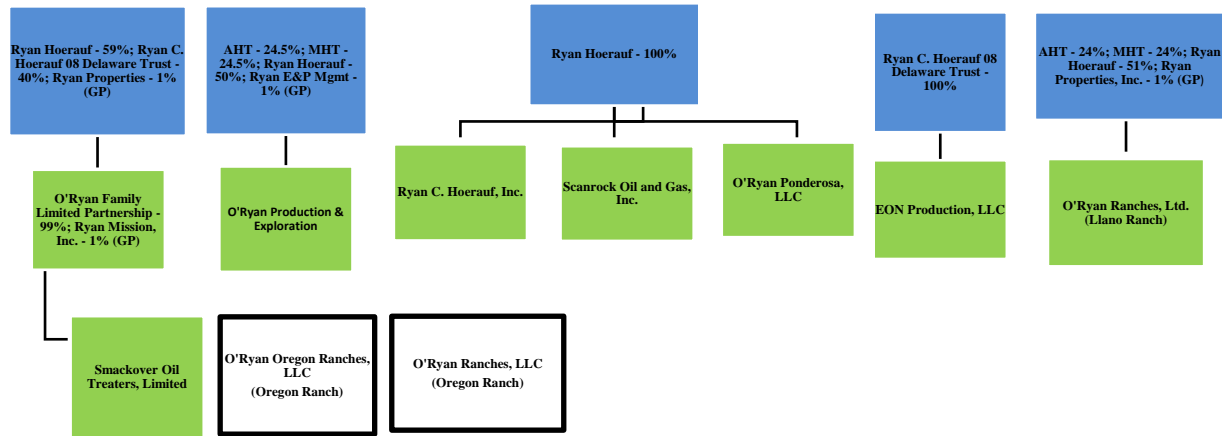 Ryan Hoerauf - 59%; Ryan C.
Hoerauf 08 Delaware Trust -
40%; Ryan Properties - 1%
(GP)
AHT - 24.5%; MHT -
24.5%; Ryan Hoerauf -
50%; Ryan E&P Mgmt -
1% (GP)
Ryan Hoerauf - 100%
Ryan C. Hoerauf 08
Delaware Trust -
100%
AHT - 24%; MHT - 24%; Ryan
Hoerauf - 51%; Ryan
Properties, Inc. - 1% (GP)
O'Ryan Family
Limited Partnership -
99%; Ryan Mission,
Inc. - 1% (GP)
O'Ryan Production &
Exploration
Ryan C. Hoerauf, Inc.
Scanrock Oil and Gas,
Inc.
O'Ryan Ponderosa,
LLC
EON Production, LLC
O'Ryan Ranches, Ltd.
(Llano Ranch)
Smackover Oil
Treaters, Limited
O'Ryan Oregon Ranches,
LLC
(Oregon Ranch)
O'Ryan Ranches, LLC
(Oregon Ranch)